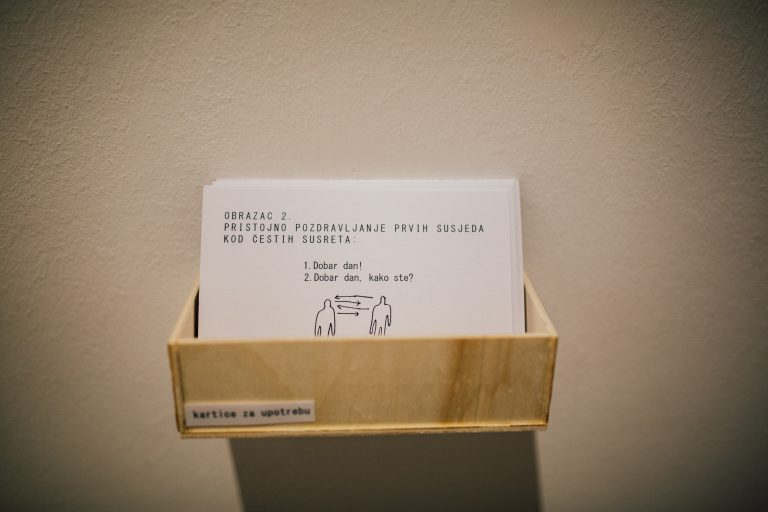 OBRAZAC 2.
PRISTOJNO POZDRAVLJANJE PRVIH SUSJEDA
KOD ČESTIH SUSRETA:
1.Dobar dan!
2.Dobar dan, kako ste?
kartice za upotrebu